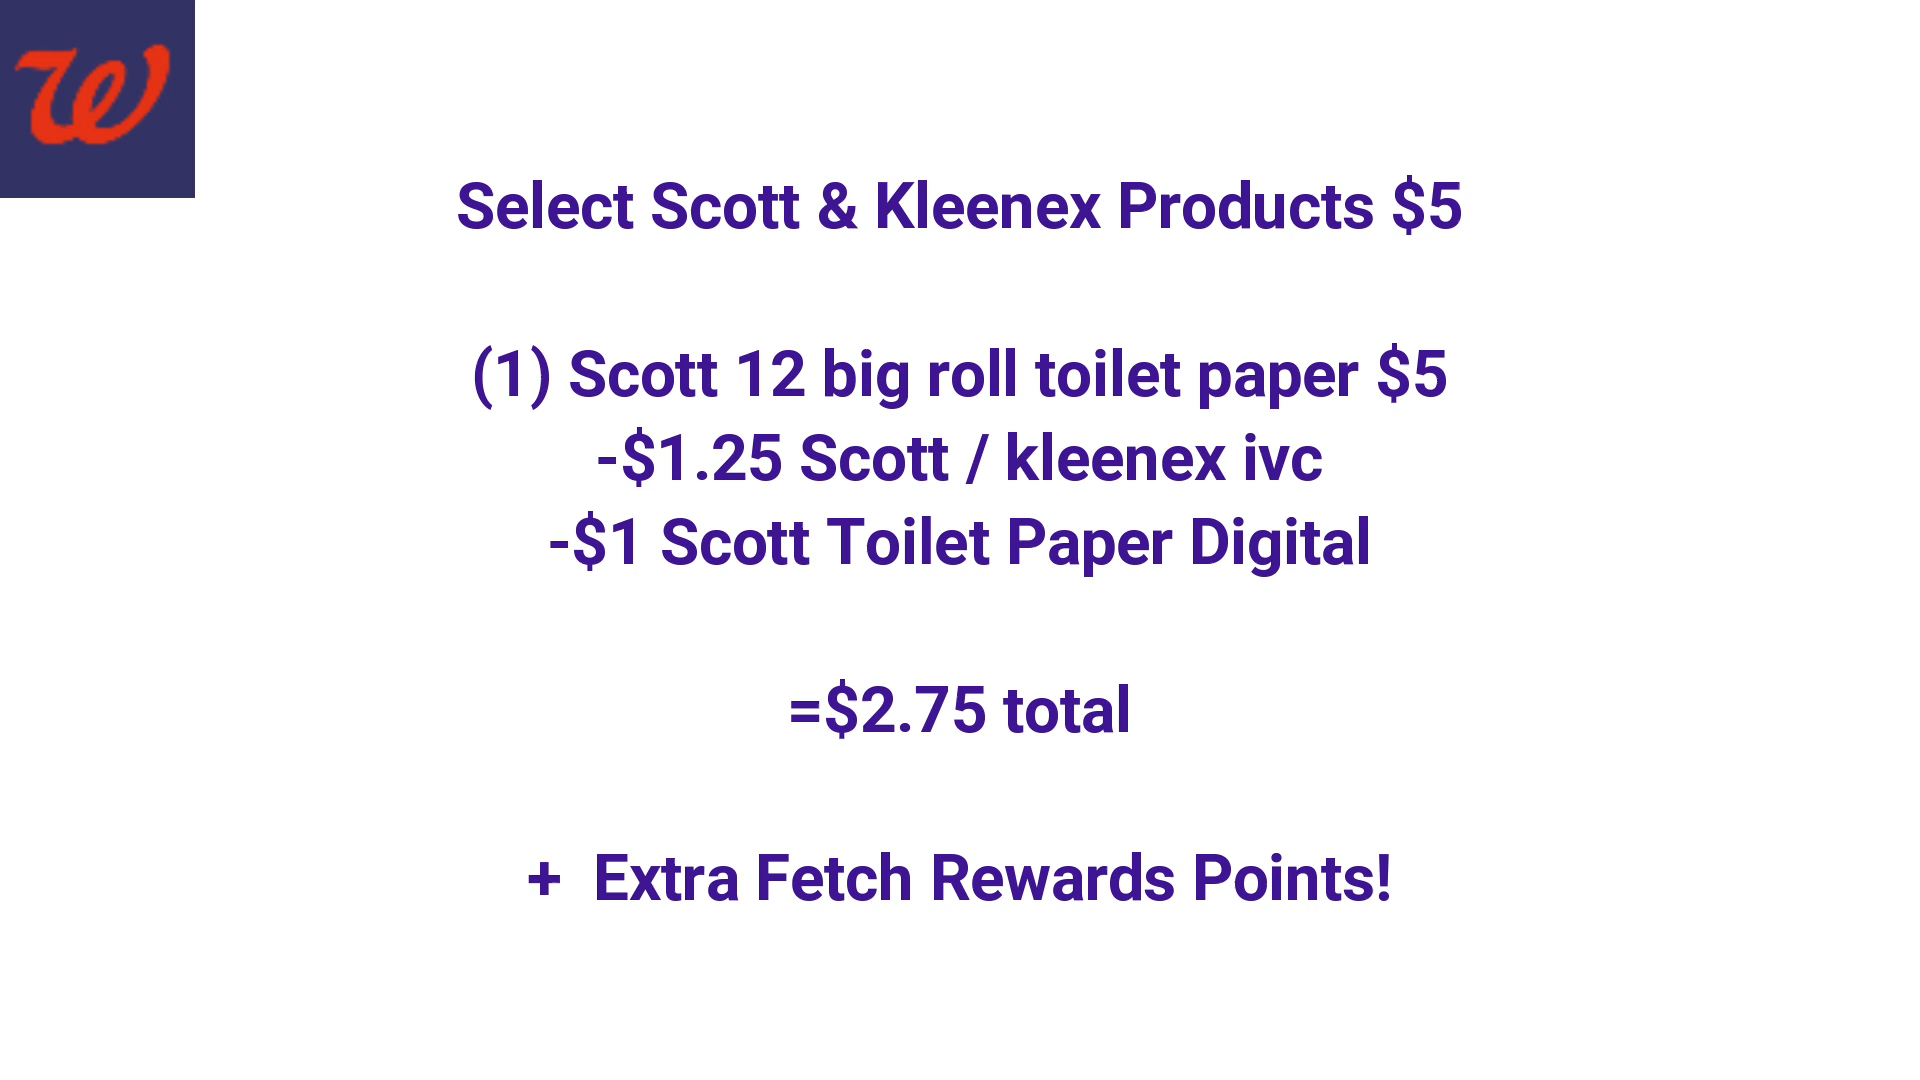 W
Select Scott & Kleenex Products $5
(1) Scott 12 big roll toilet paper $5
-$1.25 Scott / kleenex ivc
-$1 Scott Toilet Paper Digital
=$2.75 total
+  Extra Fetch Rewards Points!